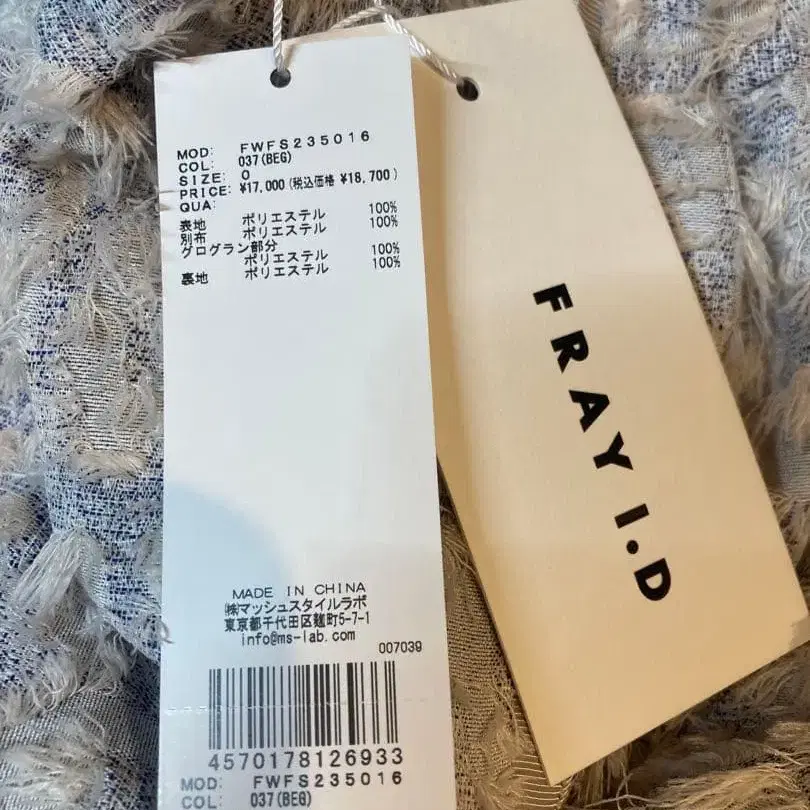 MOD: FWFS235016
COL: 037(BEG)
SIZE: 0
PRICE: ¥17,000(税込価格 ¥18,700)
QUA:
表地 ポリエステル 100%
別布 ポリエステル 100%
グログラン部分
ポリエステル 100%
裏地 ポリエステル 100%
MADE IN CHINA
㈱マッシュスタイルラボ
東京都千代田区麹町5-7-1
info@ms-lab.com
007039
4570178126933
MOD: FWFS235016
COL: 037(BEG)
FRAY I.D